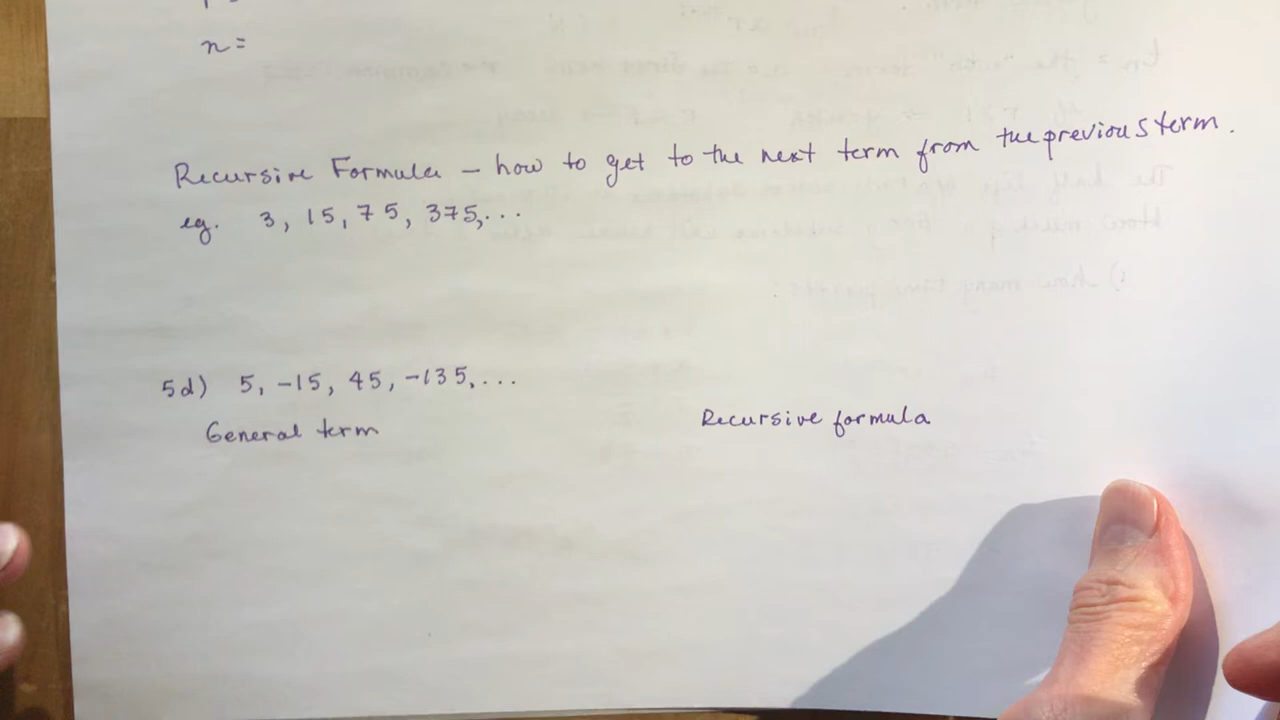 n =
Recursive Formula – how to get to the next term from the previous term.
eg. 3, 15, 75, 375, ...
5d) 5, -15, 45, -135, ...
General term
Recursive formula